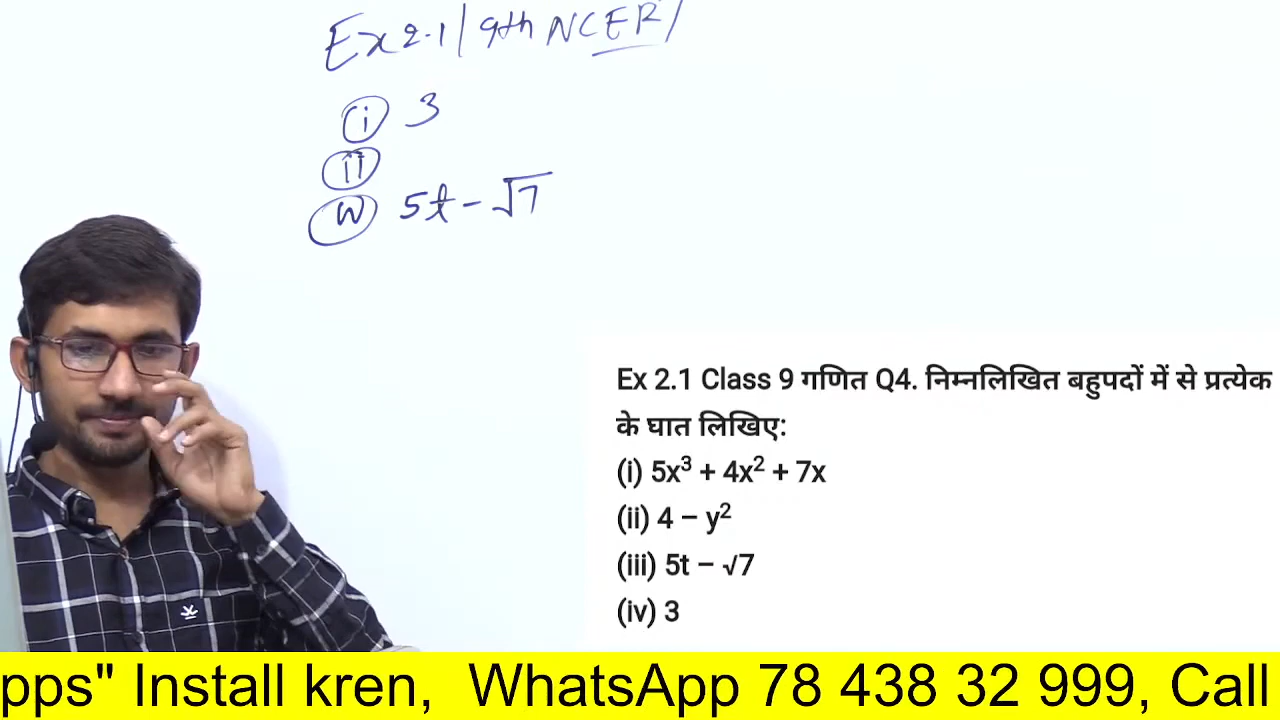 Ex 2.1 | 9th NCER/
(i) 3
(ii)
(iv) 5t - √7
Ex 2.1 Class 9 गणित Q4. निम्नलिखित बहुपदों में से प्रत्येक
के घात लिखिए:
(i) 5x³ + 4x² + 7x
(ii) 4 – y²
(iii) 5t – √7
(iv) 3
pps" Install kren, WhatsApp 78 438 32 999, Call